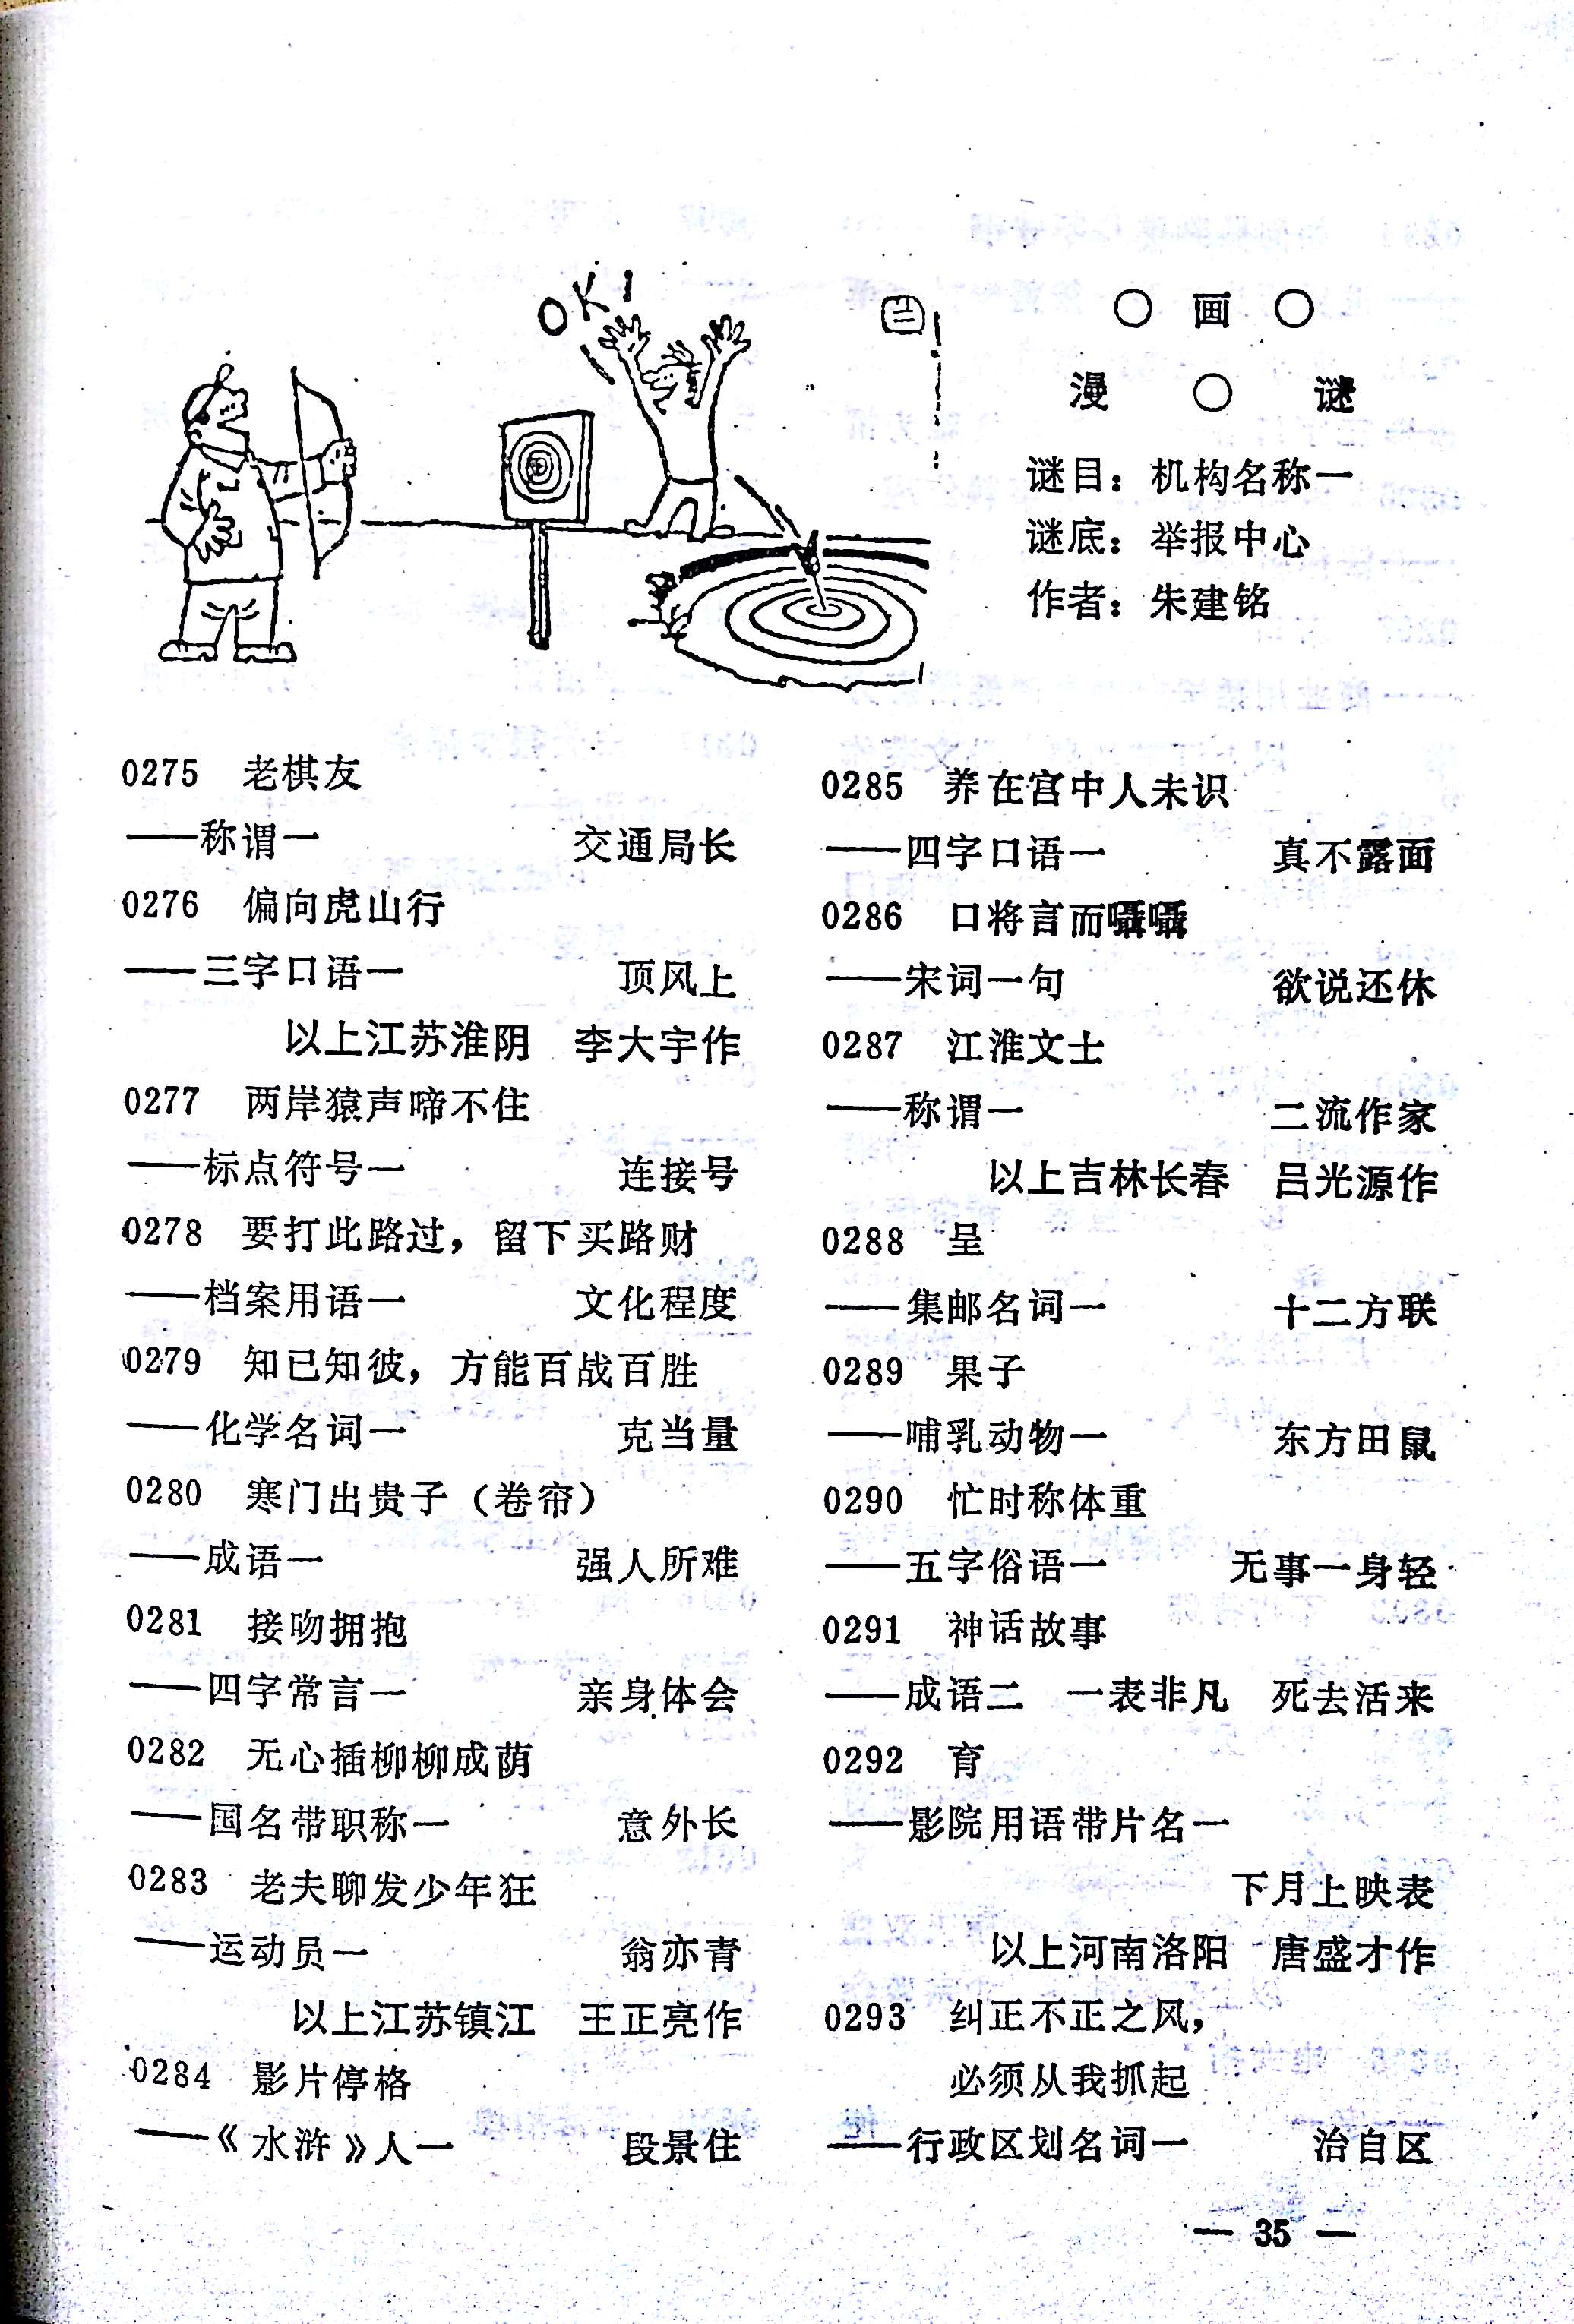 OK!
○ 画 ○
漫 ○ 谜
谜目：机构名称一
谜底：举报中心
作者：朱建铭
0275 老棋友
——称谓一 交通局长
0276 偏向虎山行
——三字口语一 顶风上
以上江苏淮阴 李大宇作
0277 两岸猿声啼不住
——标点符号一 连接号
0278 要打此路过，留下买路财
——档案用语一 文化程度
0279 知已知彼，方能百战百胜
——化学名词一 克当量
0280 寒门出贵子（卷帘）
——成语一 强人所难
0281 接吻拥抱
——四字常言一 亲身体会
0282 无心插柳柳成荫
——国名带职称一 意外长
0283 老夫聊发少年狂
——运动员一 翁亦青
以上江苏镇江 王正亮作
0284 影片停格
——《水浒》人一 段景住
0285 养在宫中人未识
——四字口语一 真不露面
0286 口将言而嗫嗫
——宋词一句 欲说还休
0287 江淮文士
——称谓一 二流作家
以上吉林长春 吕光源作
0288 呈
——集邮名词一 十二方联
0289 果子
——哺乳动物一 东方田鼠
0290 忙时称体重
——五字俗语一 无事一身轻
0291 神话故事
——成语二 一表非凡 死去活来
0292 育
——影院用语带片名一
下月上映表
以上河南洛阳 唐盛才作
0293 纠正不正之风，
必须从我抓起
——行政区划名词一 治自区
— 35 —